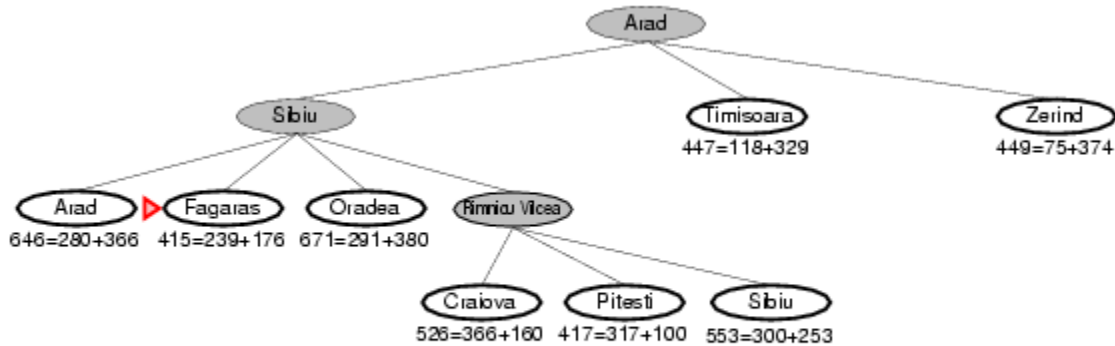 Arad
Sibiu
Timisoara
Zerind
447=118+329
449=75+374
Arad
Fagaras
Oradea
Rimnicu Vilcea
646=280+366
415=239+176
671=291+380
Craiova
Pitesti
Sibiu
526=366+160
417=317+100
553=300+253